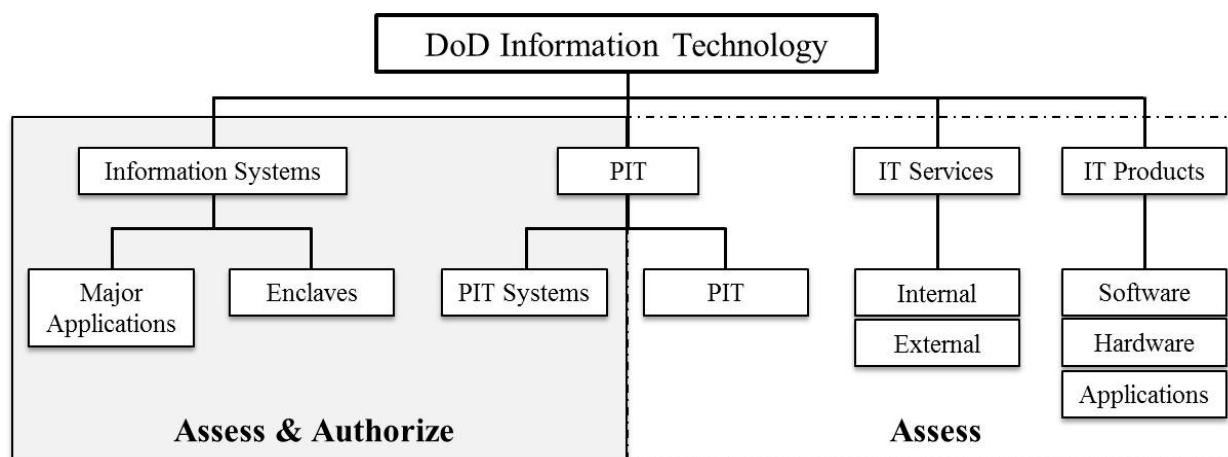 DoD Information Technology
Information Systems
PIT
IT Services
IT Products
Major
Applications
Enclaves
PIT Systems
PIT
Internal
External
Software
Hardware
Applications
Assess & Authorize
Assess